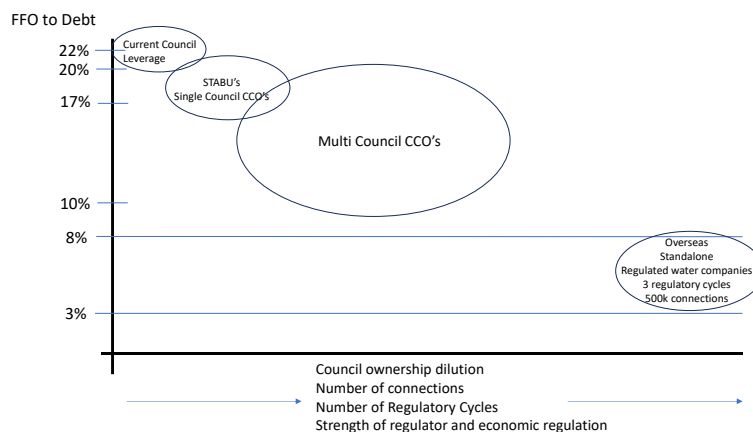 FFO to Debt
22%
Current Council
Leverage
20%
STABU's
Single Council CCO's
17%
Multi Council CCO's
10%
8%
Overseas
Standalone
Regulated water companies
3 regulatory cycles
500k connections
3%
Council ownership dilution
Number of connections
Number of Regulatory Cycles
Strength of regulator and economic regulation